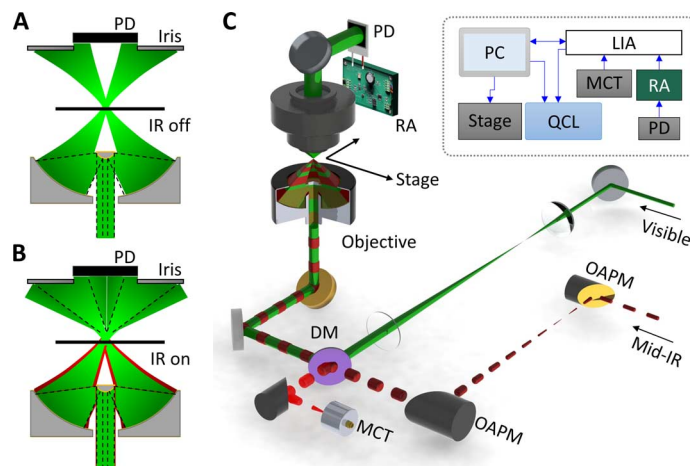 A
PD
Iris
IR off
B
PD
Iris
IR on
C
PD
RA
Stage
Objective
DM
MCT
OAPM
OAPM
Visible
Mid-IR
PC
LIA
MCT
RA
Stage
QCL
PD